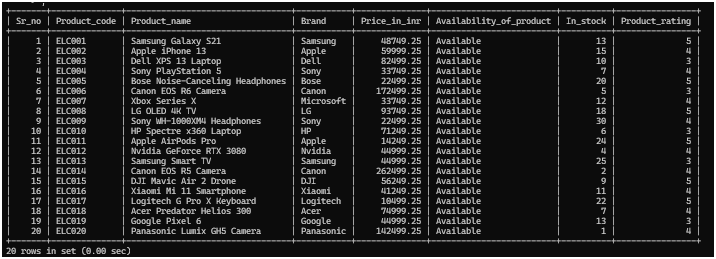 | Sr_no | Product_code | Product_name | Brand | Price_in_inr | Availability_of_product | In_stock | Product_rating |
| 1 | ELC001 | Samsung Galaxy S21 | Samsung | 48749.25 | Available | 13 | 5 |
| 2 | ELC002 | Apple iPhone 13 | Apple | 59999.25 | Available | 15 | 4 |
| 3 | ELC003 | Dell XPS 13 Laptop | Dell | 82499.25 | Available | 10 | 3 |
| 4 | ELC004 | Sony PlayStation 5 | Sony | 33749.25 | Available | 7 | 4 |
| 5 | ELC005 | Bose Noise-Canceling Headphones | Bose | 22499.25 | Available | 20 | 5 |
| 6 | ELC006 | Canon EOS R6 Camera | Canon | 172499.25 | Available | 5 | 3 |
| 7 | ELC007 | Xbox Series X | Microsoft | 33749.25 | Available | 12 | 4 |
| 8 | ELC008 | LG OLED 4K TV | LG | 93749.25 | Available | 18 | 5 |
| 9 | ELC009 | Sony WH-1000XM4 Headphones | Sony | 22499.25 | Available | 30 | 4 |
| 10 | ELC010 | HP Spectre x360 Laptop | HP | 71249.25 | Available | 6 | 3 |
| 11 | ELC011 | Apple AirPods Pro | Apple | 14249.25 | Available | 24 | 5 |
| 12 | ELC012 | Nvidia GeForce RTX 3080 | Nvidia | 44999.25 | Available | 4 | 4 |
| 13 | ELC013 | Samsung Smart TV | Samsung | 44999.25 | Available | 25 | 3 |
| 14 | ELC014 | Canon EOS R5 Camera | Canon | 262499.25 | Available | 2 | 4 |
| 15 | ELC015 | DJI Mavic Air 2 Drone | DJI | 56249.25 | Available | 9 | 5 |
| 16 | ELC016 | Xiaomi Mi 11 Smartphone | Xiaomi | 41249.25 | Available | 11 | 4 |
| 17 | ELC017 | Logitech G Pro X Keyboard | Logitech | 10499.25 | Available | 22 | 5 |
| 18 | ELC018 | Acer Predator Helios 300 | Acer | 74999.25 | Available | 7 | 4 |
| 19 | ELC019 | Google Pixel 6 | Google | 44999.25 | Available | 13 | 3 |
| 20 | ELC020 | Panasonic Lumix GH5 Camera | Panasonic | 142499.25 | Available | 1 | 4 |
20 rows in set (0.00 sec)